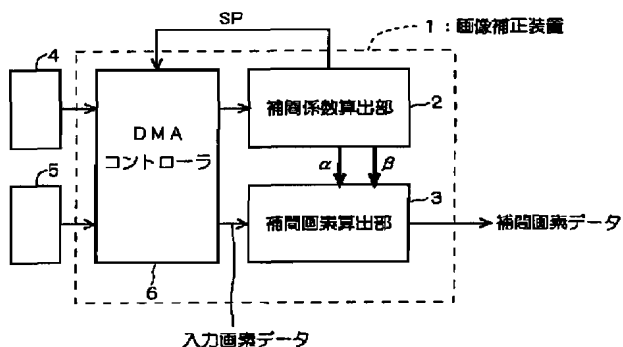 SP
1:画像補正装置
4
DMA
コントローラ
補間係数算出部
2
α
β
5
補間画素算出部
3
補間画素データ
6
入力画素データ